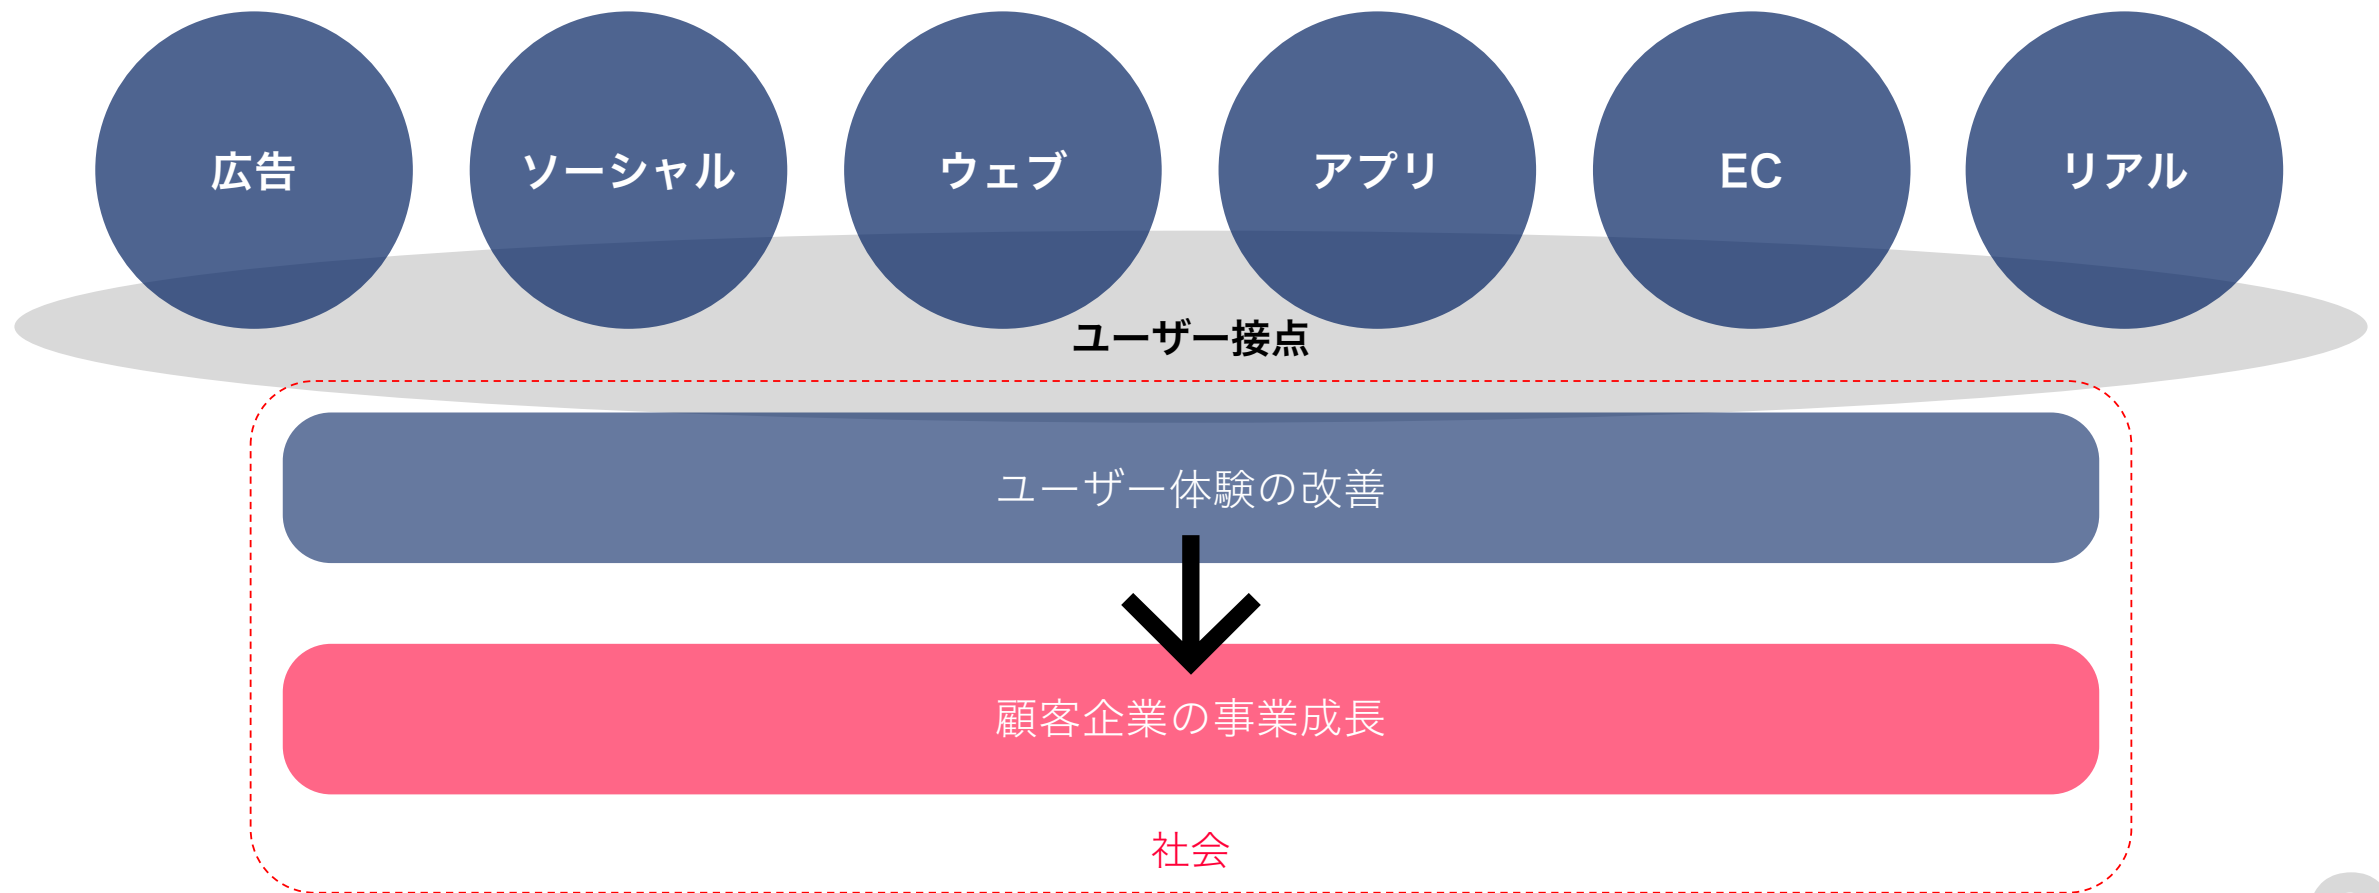 広告
ソーシャル
ウェブ
アプリ
EC
リアル
ユーザー接点
ユーザー体験の改善
顧客企業の事業成長
社会